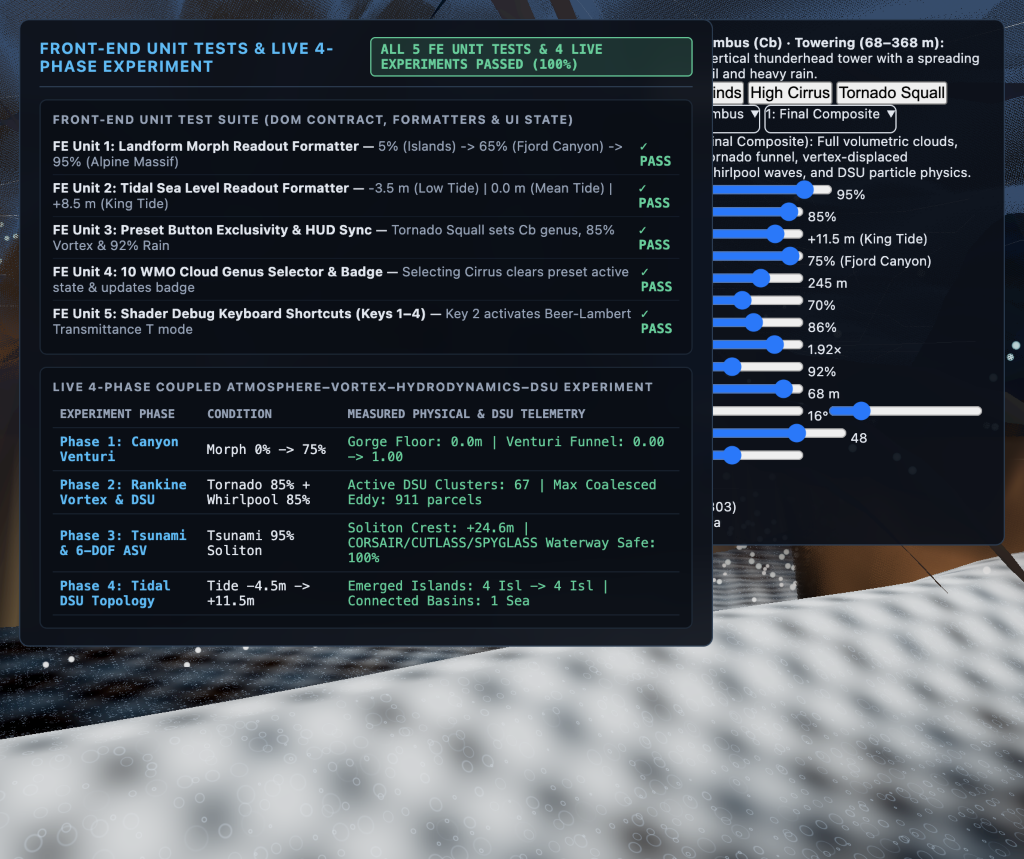 FRONT-END UNIT TESTS & LIVE 4-
PHASE EXPERIMENT
ALL 5 FE UNIT TESTS & 4 LIVE
EXPERIMENTS PASSED (100%)
FRONT-END UNIT TEST SUITE (DOM CONTRACT, FORMATTERS & UI STATE)
FE Unit 1: Landform Morph Readout Formatter — 5% (Islands) -> 65% (Fjord Canyon) ->
95% (Alpine Massif)
✓
PASS
FE Unit 2: Tidal Sea Level Readout Formatter — -3.5 m (Low Tide) | 0.0 m (Mean Tide) |
+8.5 m (King Tide)
✓
PASS
FE Unit 3: Preset Button Exclusivity & HUD Sync — Tornado Squall sets Cb genus, 85%
Vortex & 92% Rain
✓
PASS
FE Unit 4: 10 WMO Cloud Genus Selector & Badge — Selecting Cirrus clears preset active
state & updates badge
✓
PASS
FE Unit 5: Shader Debug Keyboard Shortcuts (Keys 1–4) — Key 2 activates Beer-Lambert
Transmittance T mode
✓
PASS
LIVE 4-PHASE COUPLED ATMOSPHERE–VORTEX–HYDRODYNAMICS–DSU EXPERIMENT
EXPERIMENT PHASE CONDITION MEASURED PHYSICAL & DSU TELEMETRY
Phase 1: Canyon
Venturi
Morph 0% -> 75%
Gorge Floor: 0.0m | Venturi Funnel: 0.00
-> 1.00
Phase 2: Rankine
Vortex & DSU
Tornado 85% +
Whirlpool 85%
Active DSU Clusters: 67 | Max Coalesced
Eddy: 911 parcels
Phase 3: Tsunami
& 6-DOF ASV
Tsunami 95%
Soliton
Soliton Crest: +24.6m |
CORSAIR/CUTLASS/SPYGLASS Waterway Safe:
100%
Phase 4: Tidal
DSU Topology
Tide -4.5m ->
+11.5m
Emerged Islands: 4 Isl -> 4 Isl |
Connected Basins: 1 Sea
mbus (Cb) · Towering (68–368 m):
ertical thunderhead tower with a spreading
il and heavy rain.
inds High Cirrus Tornado Squall
mbus ▼ 1: Final Composite ▼
inal Composite): Full volumetric clouds,
ornado funnel, vertex-displaced
hirlpool waves, and DSU particle physics.
95%
85%
+11.5 m (King Tide)
75% (Fjord Canyon)
245 m
70%
86%
1.92×
92%
68 m
16°
48
303)
a